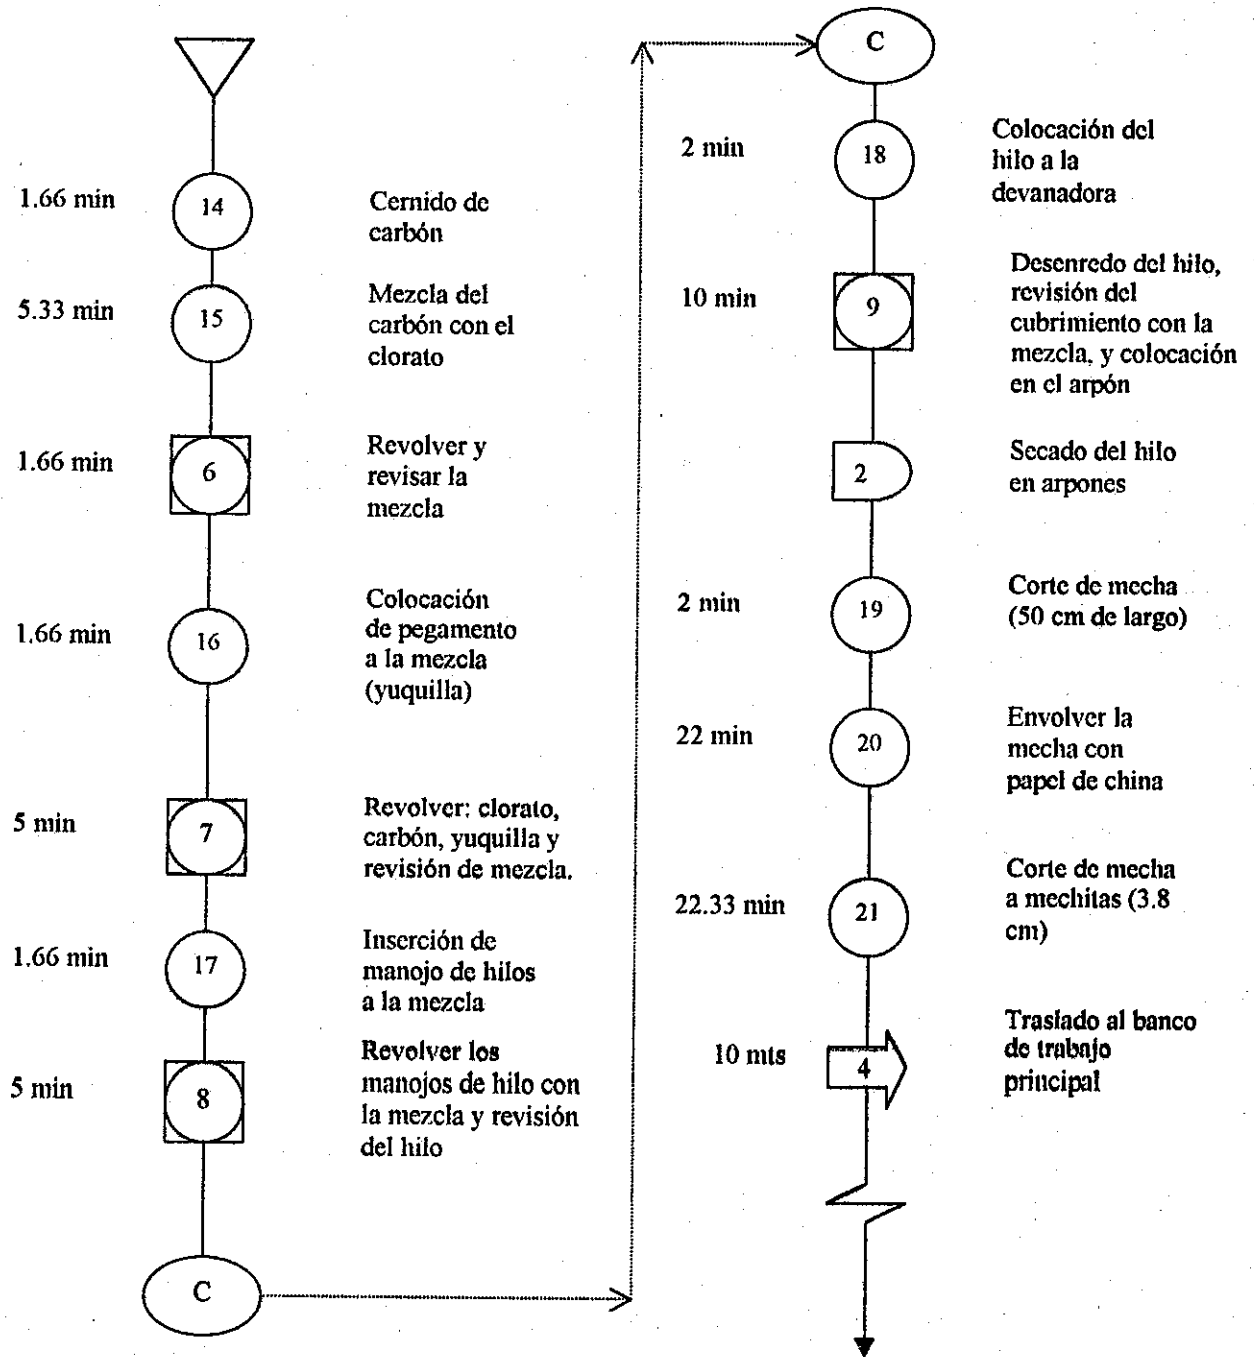 1.66 min
14
Cernido de
carbón
5.33 min
15
Mezcla del
carbón con el
clorato
1.66 min
6
Revolver y
revisar la
mezcla
1.66 min
16
Colocación
de pegamento
a la mezcla
(yuquilla)
5 min
7
Revolver: clorato,
carbón, yuquilla y
revisión de mezcla.
1.66 min
17
Inserción de
manojo de hilos
a la mezcla
5 min
8
Revolver los
manojos de hilo con
la mezcla y revisión
del hilo
C
C
2 min
18
Colocación del
hilo a la
devanadora
10 min
9
Desenredo del hilo,
revisión del
cubrimiento con la
mezcla, y colocación
en el arpón
2
Secado del hilo
en arpones
2 min
19
Corte de mecha
(50 cm de largo)
22 min
20
Envolver la
mecha con
papel de china
22.33 min
21
Corte de mecha
a mechitas (3.8
cm)
10 mts
4
Traslado al banco
de trabajo
principal